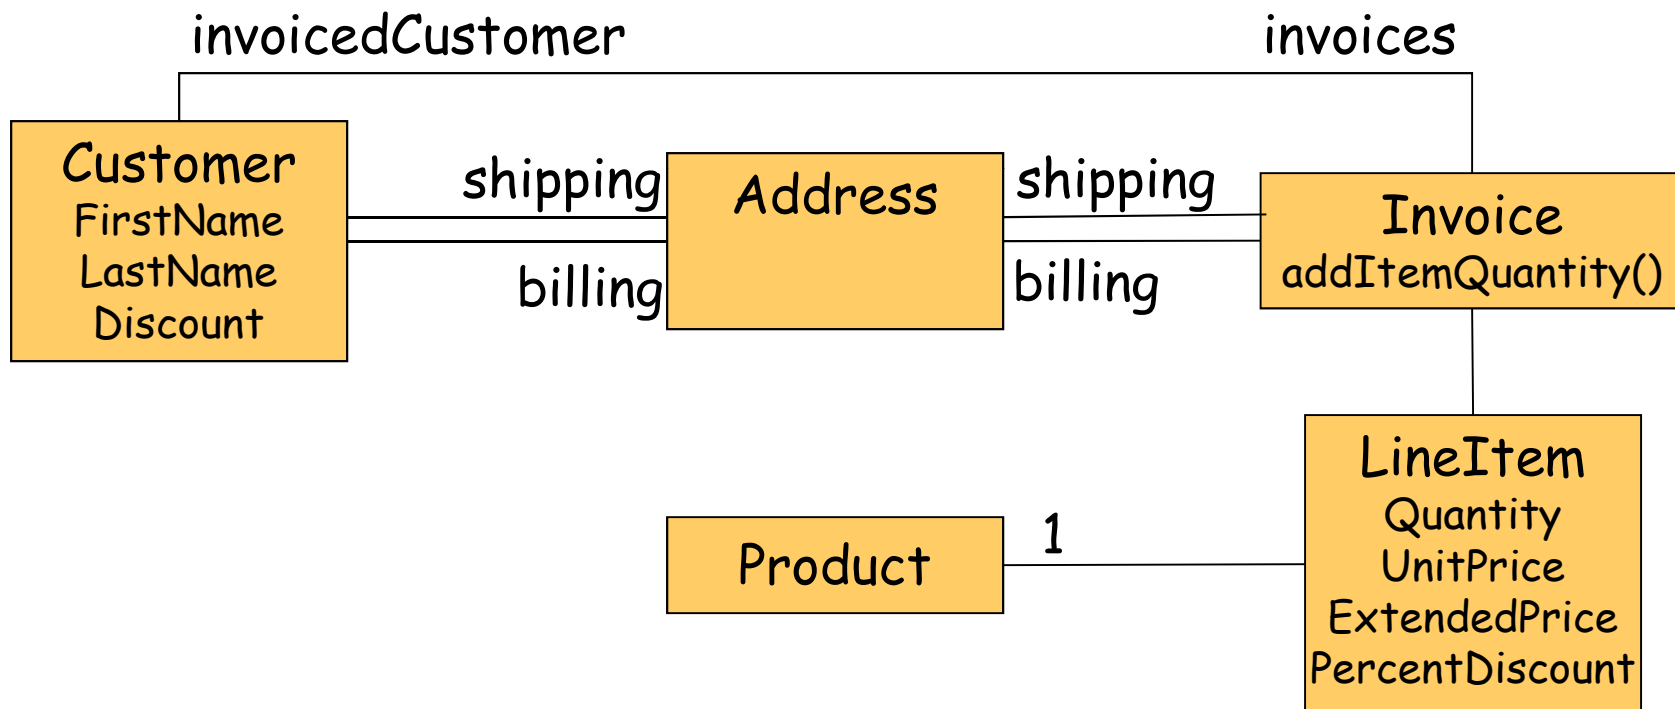 invoicedCustomer
invoices
Customer
FirstName
LastName
Discount
shipping
billing
Address
shipping
billing
Invoice
addItemQuantity()
Product
1
LineItem
Quantity
UnitPrice
ExtendedPrice
PercentDiscount